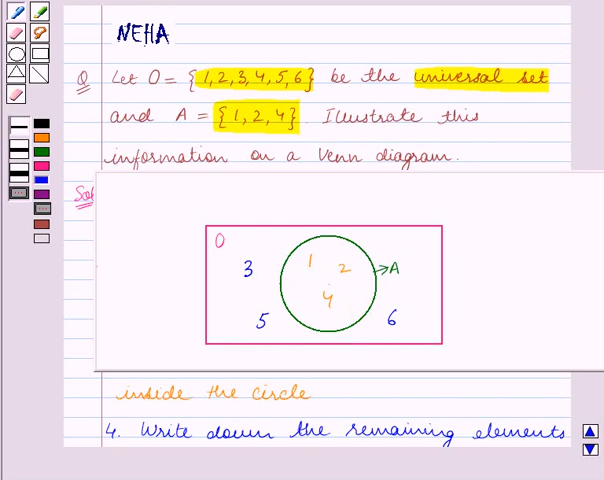 NEHA
Q Let O = {1,2,3,4,5,6} be the universal set
and A = {1,2,4}. Illustrate this
information on a Venn diagram.
Sol
O
1
2
3
→A
4
5
6
inside the circle
4. Write down the remaining elements